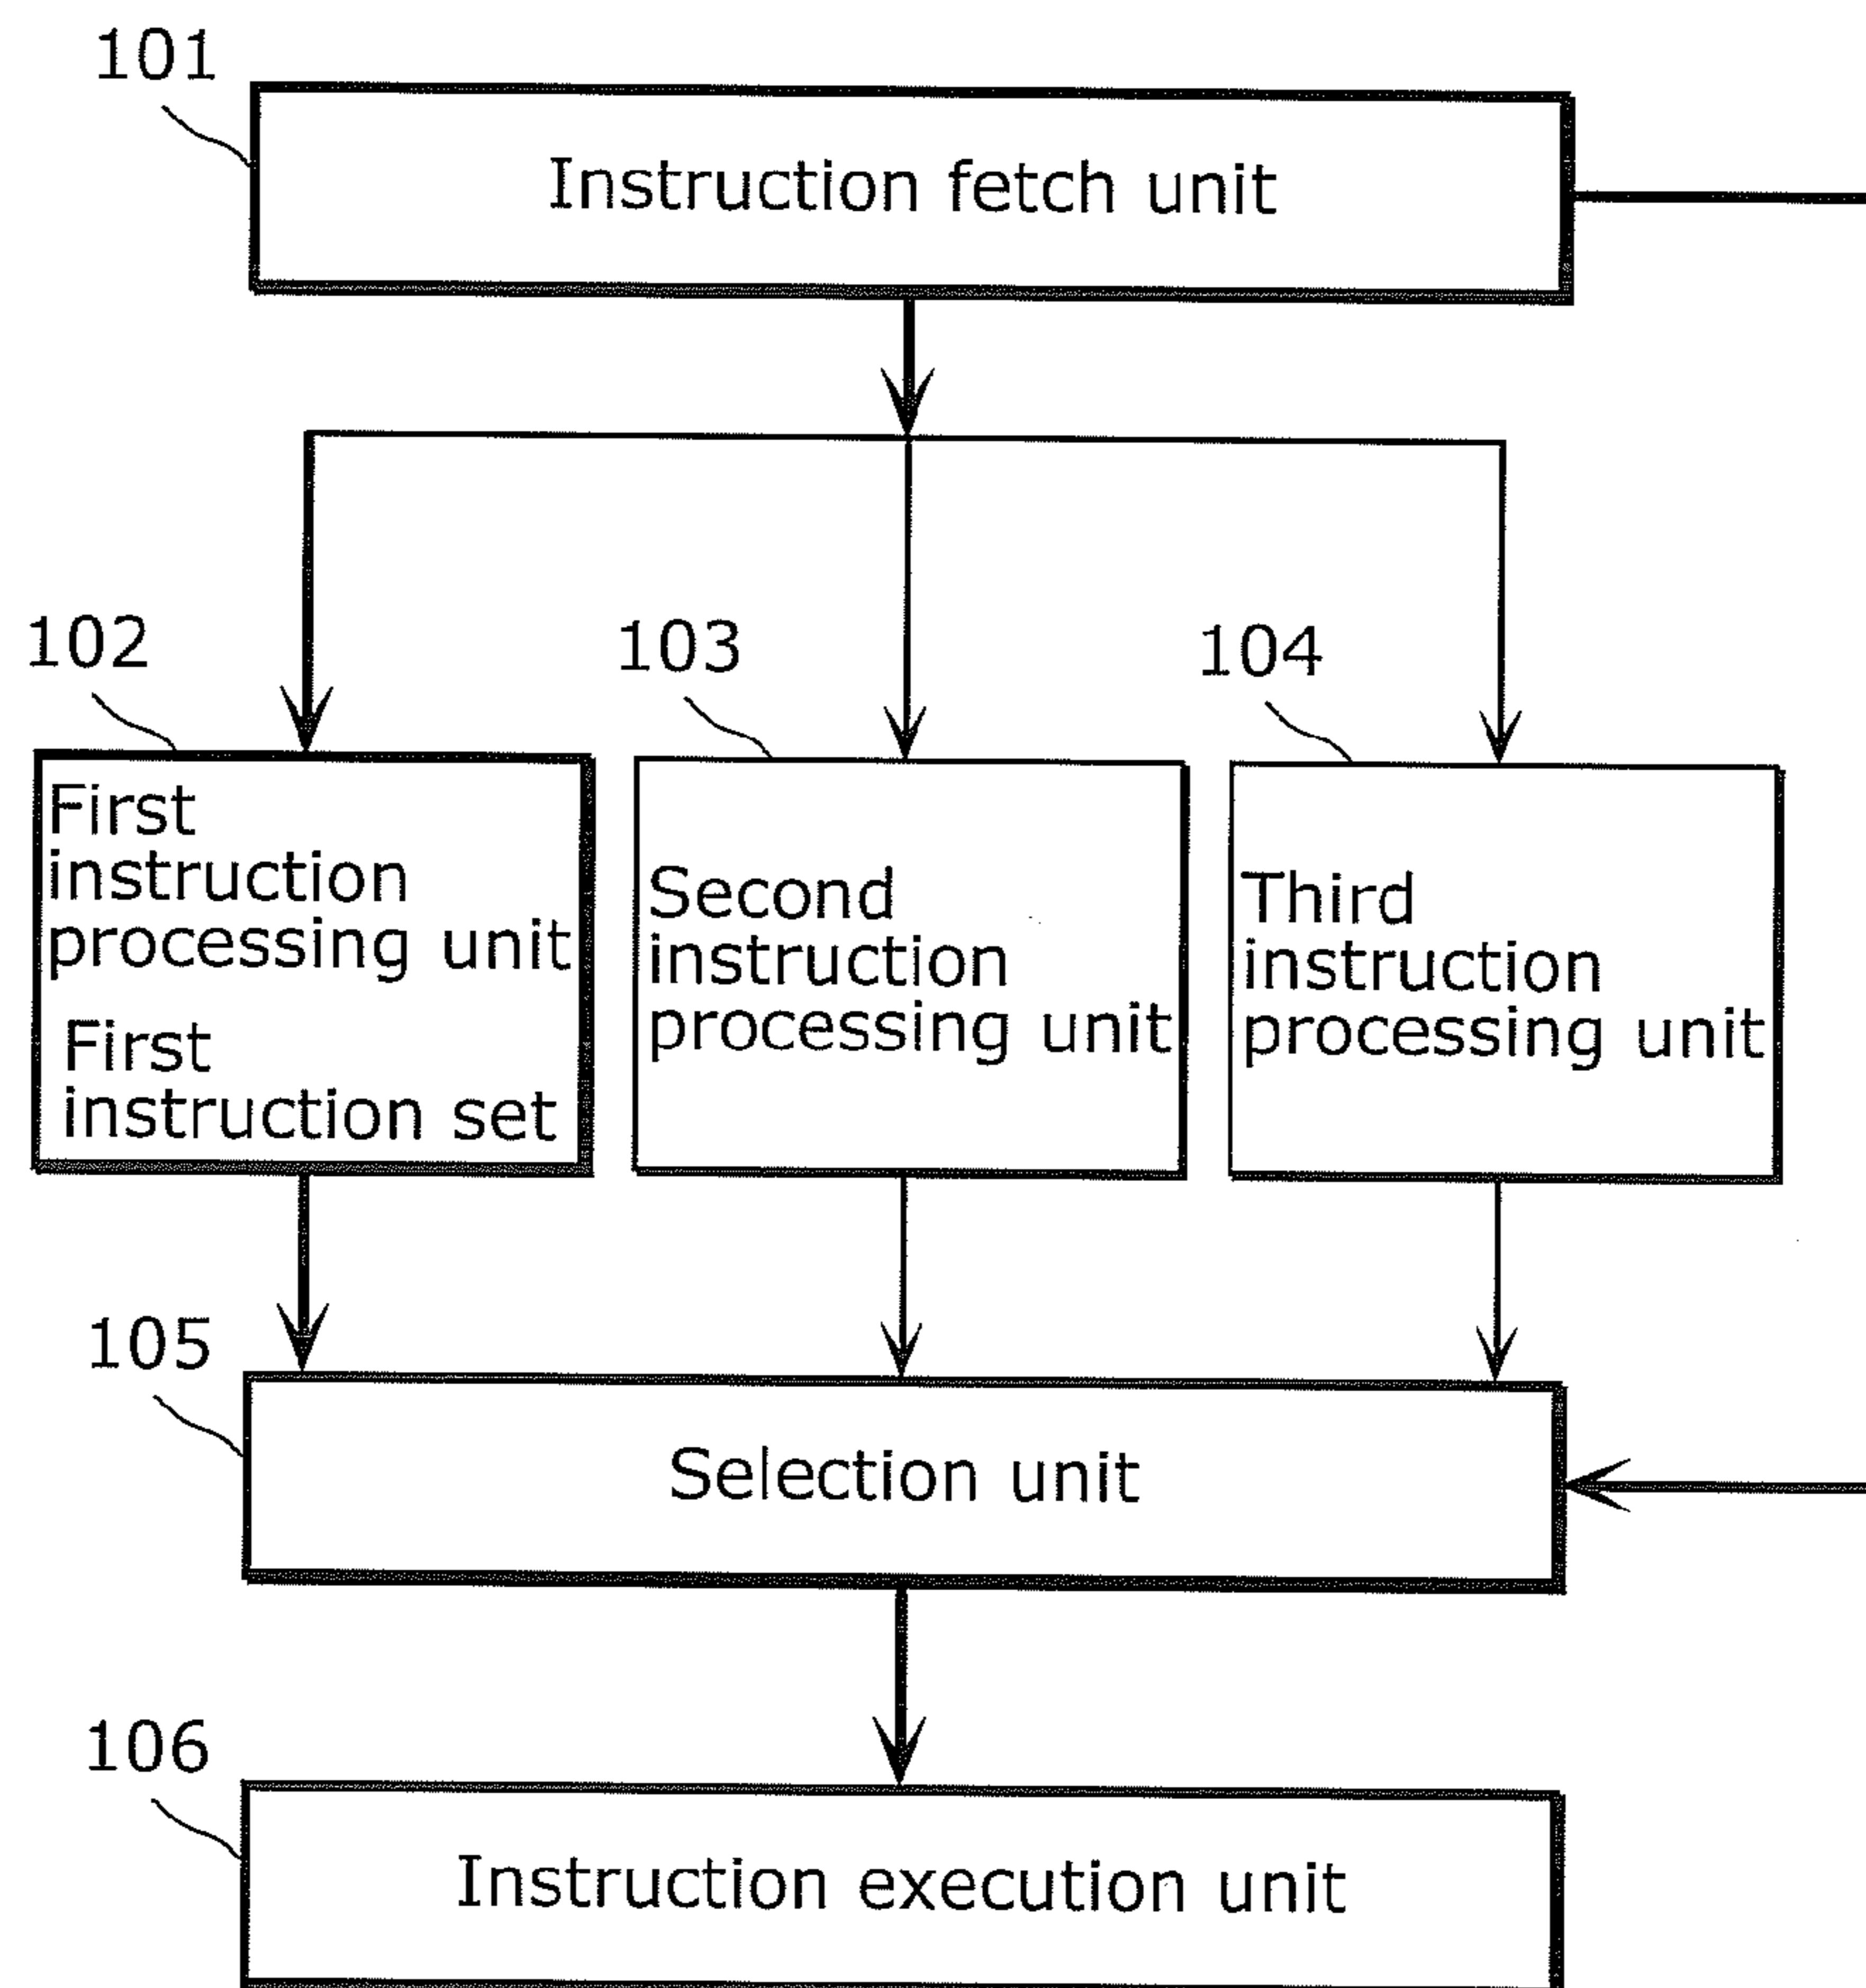 101
Instruction fetch unit
102
103
104
First
instruction
processing unit
First
instruction set
Second
instruction
processing unit
Third
instruction
processing unit
105
Selection unit
106
Instruction execution unit